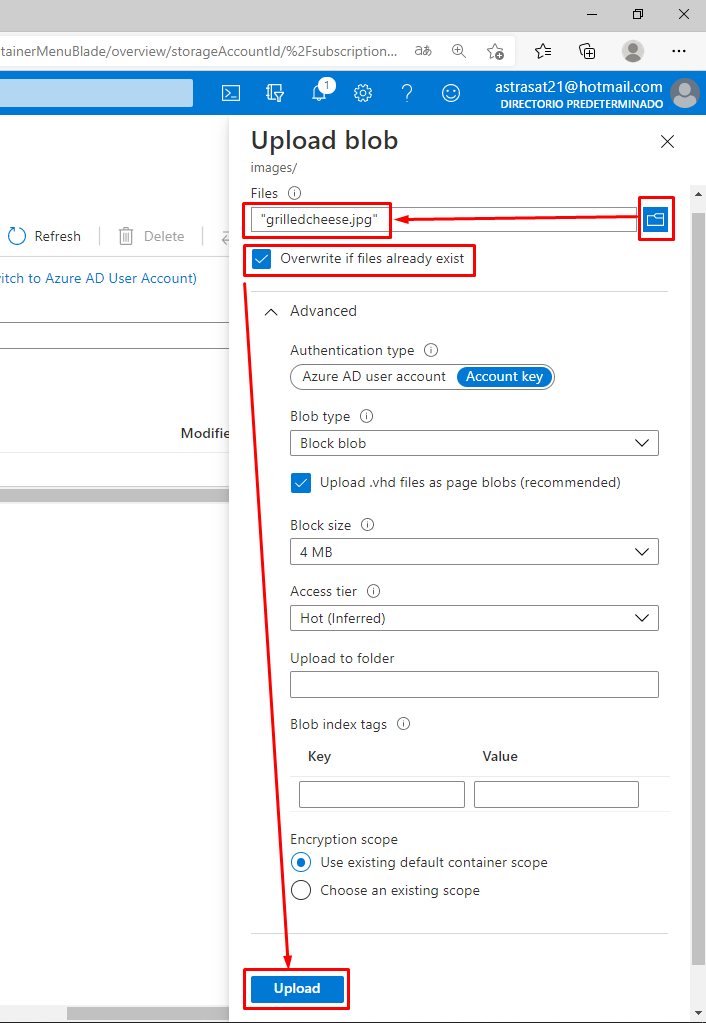 tainerMenuBlade/overview/storageAccountId/%2Fsubscription...
aあ
1
astrasat21@hotmail.com
DIRECTORIO PREDETERMINADO
Upload blob
images/
Files
"grilledcheese.jpg"
Refresh
Delete
Overwrite if files already exist
itch to Azure AD User Account)
Advanced
Authentication type
Azure AD user account
Account key
Blob type
Block blob
Modifie
Upload .vhd files as page blobs (recommended)
Block size
4 MB
Access tier
Hot (Inferred)
Upload to folder
Blob index tags
Key
Value
Encryption scope
Use existing default container scope
Choose an existing scope
Upload